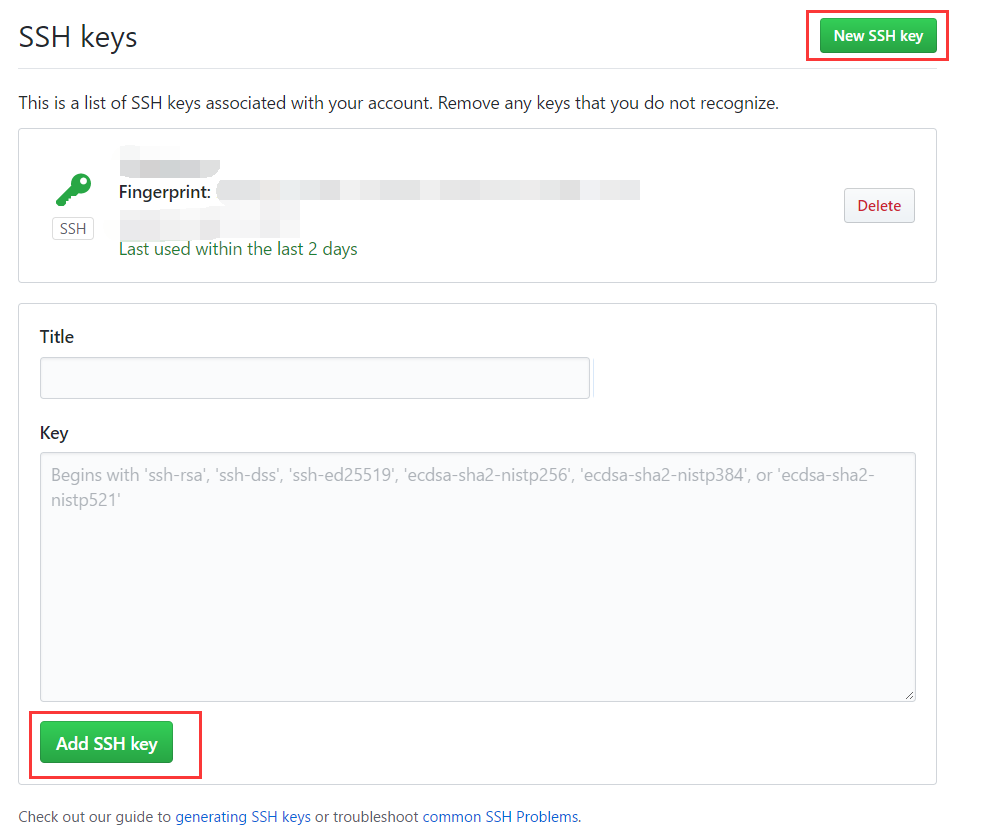 SSH keys
New SSH key
This is a list of SSH keys associated with your account. Remove any keys that you do not recognize.
Fingerprint:
SSH
Last used within the last 2 days
Delete
Title
Key
Begins with 'ssh-rsa', 'ssh-dss', 'ssh-ed25519', 'ecdsa-sha2-nistp256', 'ecdsa-sha2-nistp384', or 'ecdsa-sha2-
nistp521'
Add SSH key
Check out our guide to generating SSH keys or troubleshoot common SSH Problems.